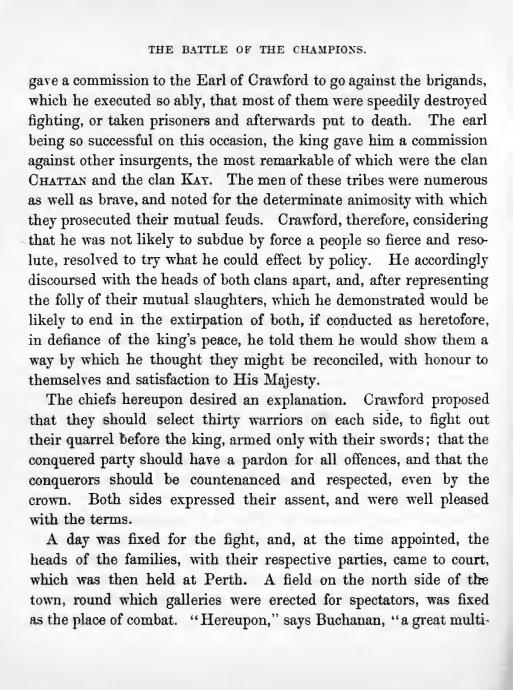 THE BATTLE OF THE CHAMPIONS.
gave a commission to the Earl of Crawford to go against the brigands,
which he executed so ably, that most of them were speedily destroyed
fighting, or taken prisoners and afterwards put to death. The earl
being so successful on this occasion, the king gave him a commission
against other insurgents, the most remarkable of which were the clan
CHATTAN and the clan KAY. The men of these tribes were numerous
as well as brave, and noted for the determinate animosity with which
they prosecuted their mutual feuds. Crawford, therefore, considering
that he was not likely to subdue by force a people so fierce and reso-
lute, resolved to try what he could effect by policy. He accordingly
discoursed with the heads of both clans apart, and, after representing
the folly of their mutual slaughters, which he demonstrated would be
likely to end in the extirpation of both, if conducted as heretofore,
in defiance of the king's peace, he told them he would show them a
way by which he thought they might be reconciled, with honour to
themselves and satisfaction to His Majesty.
The chiefs hereupon desired an explanation. Crawford proposed
that they should select thirty warriors on each side, to fight out
their quarrel before the king, armed only with their swords; that the
conquered party should have a pardon for all offences, and that the
conquerors should be countenanced and respected, even by the
crown. Both sides expressed their assent, and were well pleased
with the terms.
A day was fixed for the fight, and, at the time appointed, the
heads of the families, with their respective parties, came to court,
which was then held at Perth. A field on the north side of the
town, round which galleries were erected for spectators, was fixed
as the place of combat. "Hereupon," says Buchanan, "a great multi-